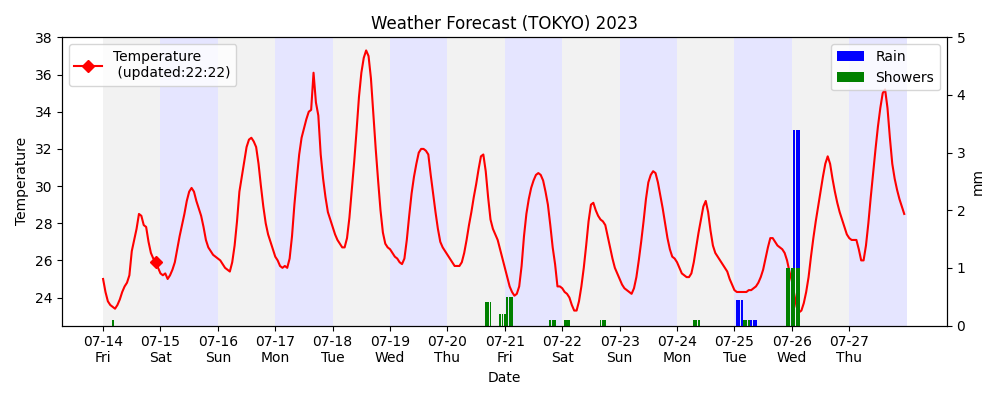 Weather Forecast (TOKYO) 2023
Temperature
(updated:22:22)
Rain
Showers
Temperature
38
36
34
32
30
28
26
24
5
4
3
2
1
0
mm
07-14 07-15 07-16 07-17 07-18 07-19 07-20 07-21 07-22 07-23 07-24 07-25 07-26 07-27
Fri Sat Sun Mon Tue Wed Thu Fri Sat Sun Mon Tue Wed Thu
Date